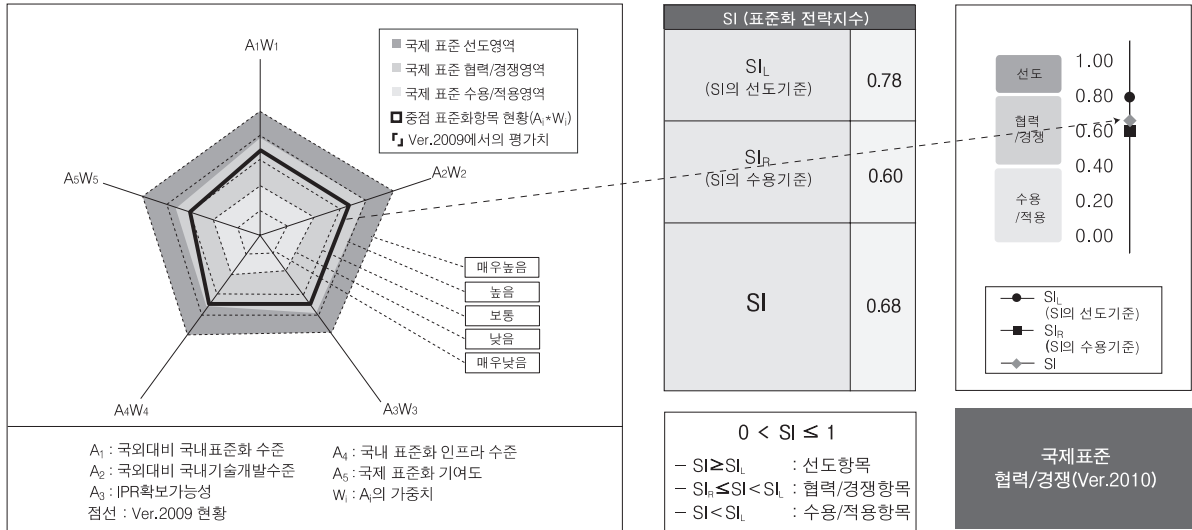 A₁W₁
A₂W₂
A₃W₃
A₄W₄
A₅W₅
국제 표준 선도영역
국제 표준 협력/경쟁영역
국제 표준 수용/적용영역
중점 표준화항목 현황(Aᵢ*Wᵢ)
Ver.2009에서의 평가치
매우높음
높음
보통
낮음
매우낮음
A₁ : 국외대비 국내표준화 수준
A₂ : 국외대비 국내기술개발수준
A₃ : IPR확보가능성
점선 : Ver.2009 현황
A₄ : 국내 표준화 인프라 수준
A₅ : 국제 표준화 기여도
Wᵢ : Aᵢ의 가중치
SI (표준화 전략지수)
SI_L
(SI의 선도기준)
0.78
SI_R
(SI의 수용기준)
0.60
SI
0.68
0 < SI ≤ 1
– SI≥SI_L : 선도항목
– SI_R≤SI<SI_L : 협력/경쟁항목
– SI<SI_L : 수용/적용항목
선도
협력
/경쟁
수용
/적용
1.00
0.80
0.60
0.40
0.20
0.00
SI_L
(SI의 선도기준)
SI_R
(SI의 수용기준)
SI
국제표준
협력/경쟁(Ver.2010)